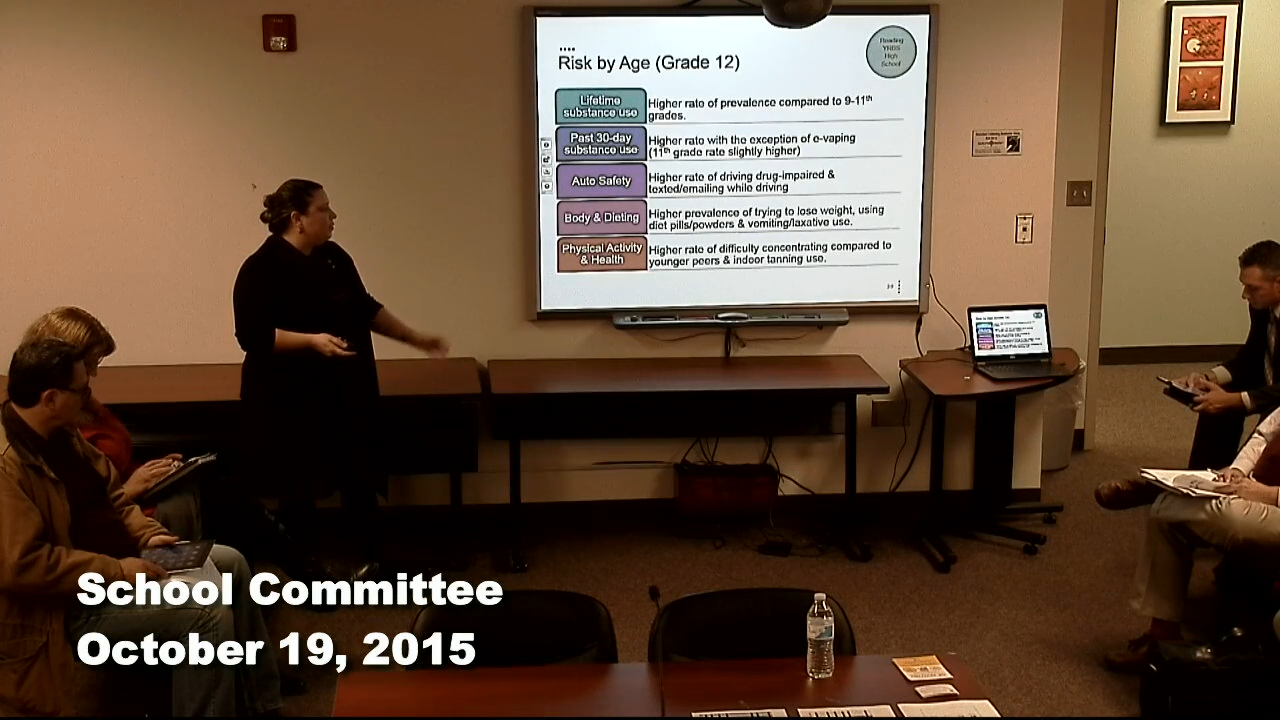 Risk by Age (Grade 12)
Reading
YRBS
High
School
Lifetime
substance use
Higher rate of prevalence compared to 9-11th
grades.
Past 30-day
substance use
Higher rate with the exception of e-vaping
(11th grade rate slightly higher)
Auto Safety
Higher rate of driving drug-impaired &
texted/emailing while driving
Body & Dieting
Higher prevalence of trying to lose weight, using
diet pills/powders & vomiting/laxative use.
Physical Activity
& Health
Higher rate of difficulty concentrating compared to
younger peers & indoor tanning use.
School Committee
October 19, 2015